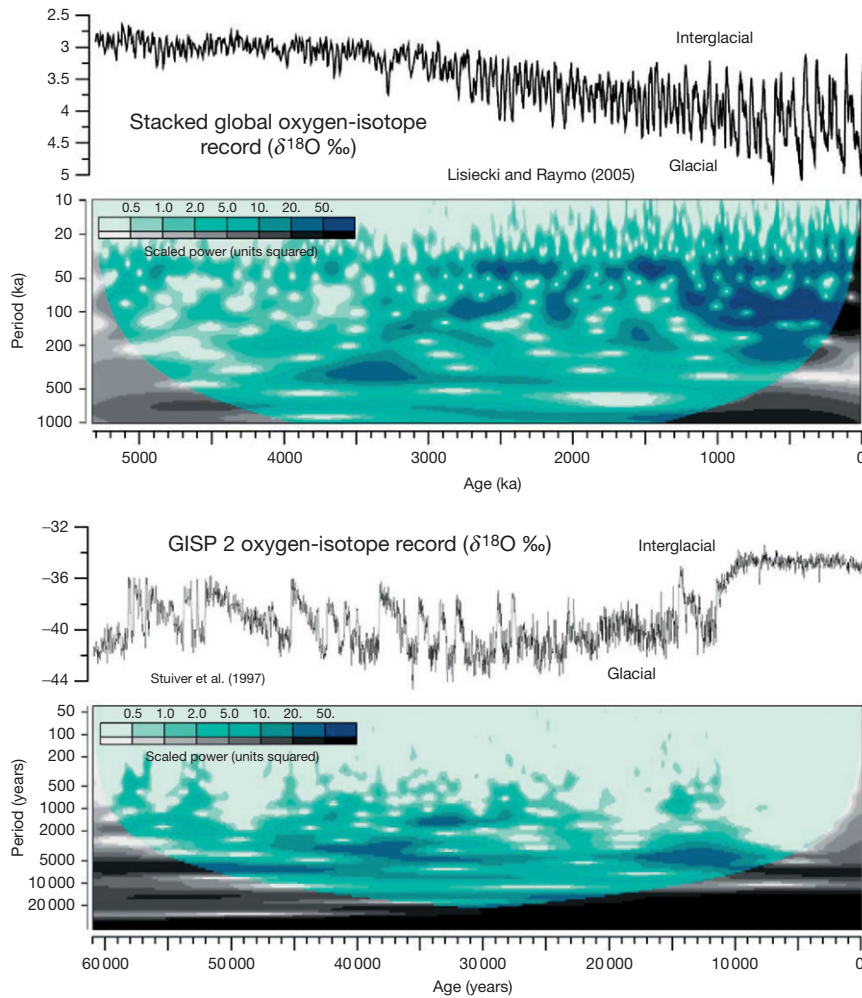 2.5
3.0
3.5
4.0
4.5
5
Interglacial
Stacked global oxygen-isotope
record (δ18O ‰)
Lisiecki and Raymo (2005)
Glacial
10
20
50
100
200
500
1000
Period (ka)
0.5 1.0 2.0 5.0 10. 20. 50.
Scaled power (units squared)
5000 4000 3000 2000 1000 0
Age (ka)
−32
−36
−40
−44
GISP 2 oxygen-isotope record (δ18O ‰)
Interglacial
Stuiver et al. (1997)
Glacial
50
100
200
500
1000
2000
5000
10 000
20 000
Period (years)
0.5 1.0 2.0 5.0 10. 20. 50.
Scaled power (units squared)
60 000 50 000 40 000 30 000 20 000 10 000 0
Age (years)